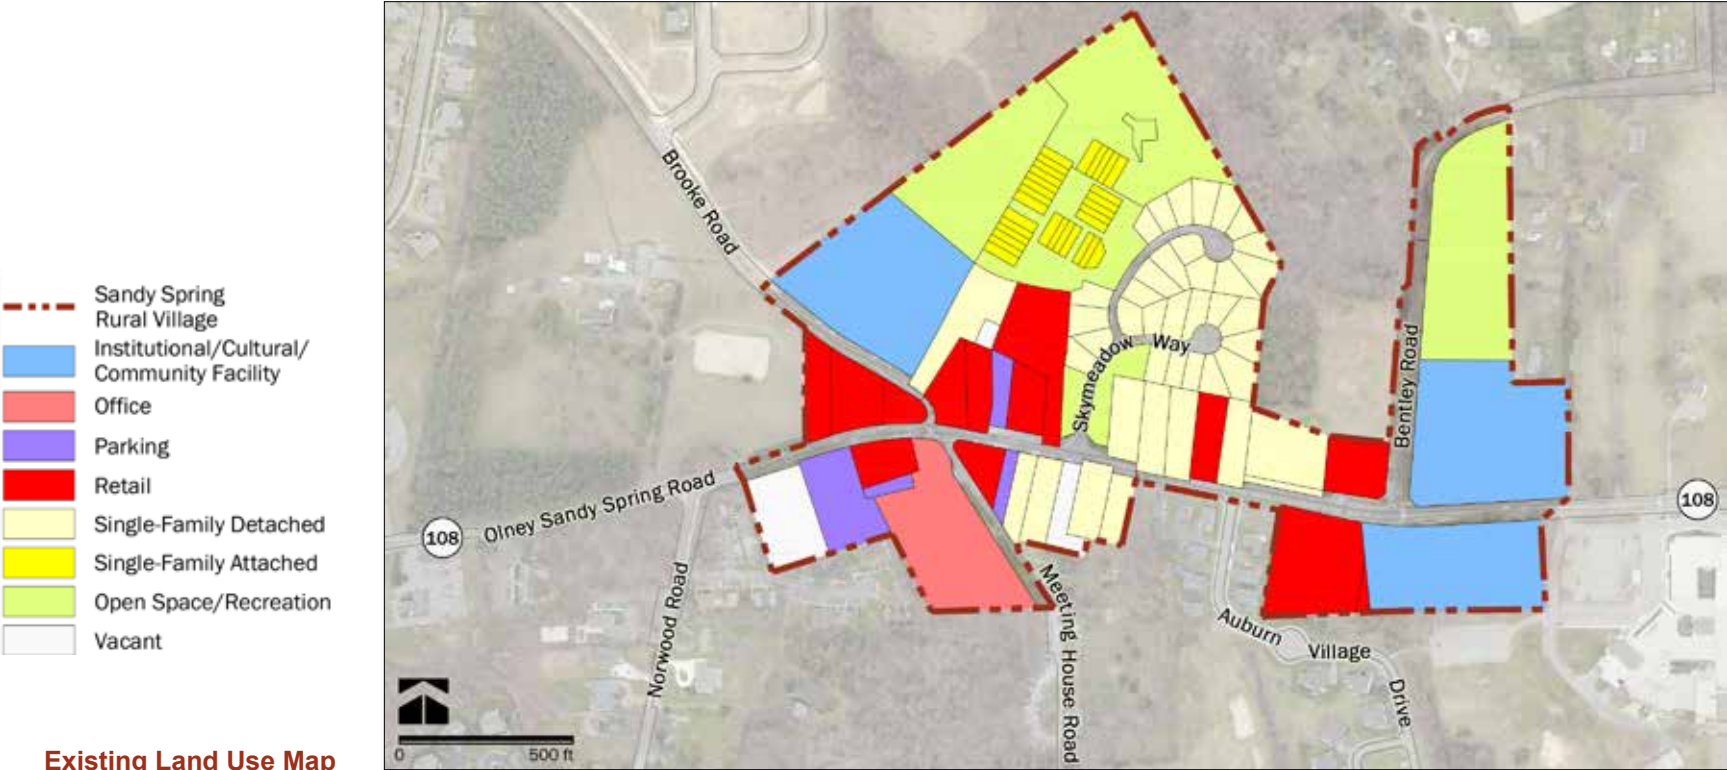 Sandy Spring
Rural Village
Institutional/Cultural/
Community Facility
Office
Parking
Retail
Single-Family Detached
Single-Family Attached
Open Space/Recreation
Vacant
Existing Land Use Map
Brooke Road
Skymeadow Way
Bentley Road
108
Olney Sandy Spring Road
108
Norwood Road
Meeting House Road
Auburn Village Drive
0 500 ft